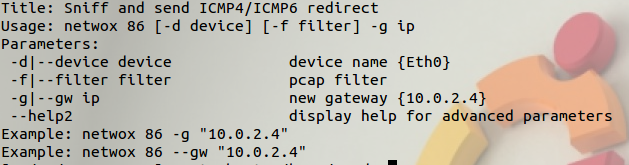 Title: Sniff and send ICMP4/ICMP6 redirect
Usage: netwox 86 [-d device] [-f filter] -g ip
Parameters:
-d|--device device device name {Eth0}
-f|--filter filter pcap filter
-g|--gw ip new gateway {10.0.2.4}
--help2 display help for advanced parameters
Example: netwox 86 -g "10.0.2.4"
Example: netwox 86 --gw "10.0.2.4"